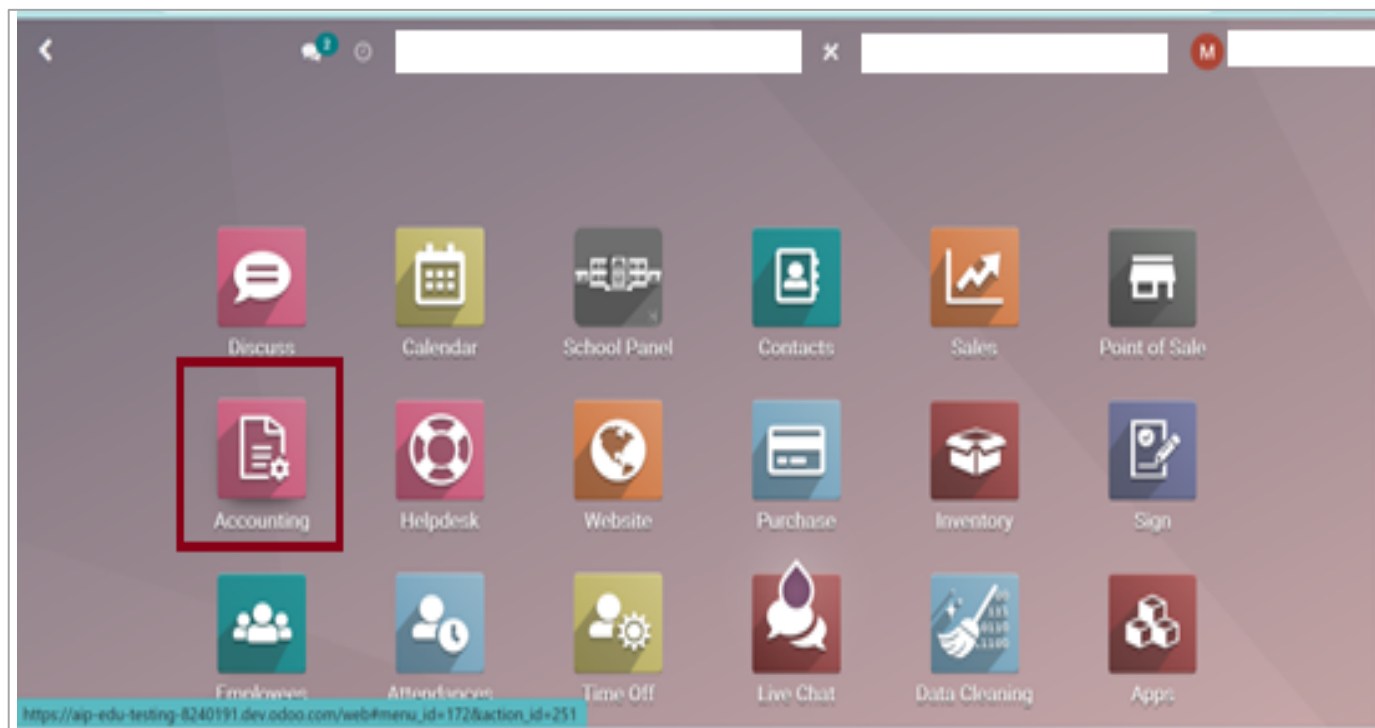 2
M
Discuss
Calendar
School Panel
Contacts
Sales
Point of Sale
Accounting
Helpdesk
Website
Purchase
Inventory
Sign
Employees
Attendances
Time Off
Live Chat
Data Cleaning
Apps
https://aip-edu-testing-8240191.dev.odoo.com/web#menu_id=172&action_id=251